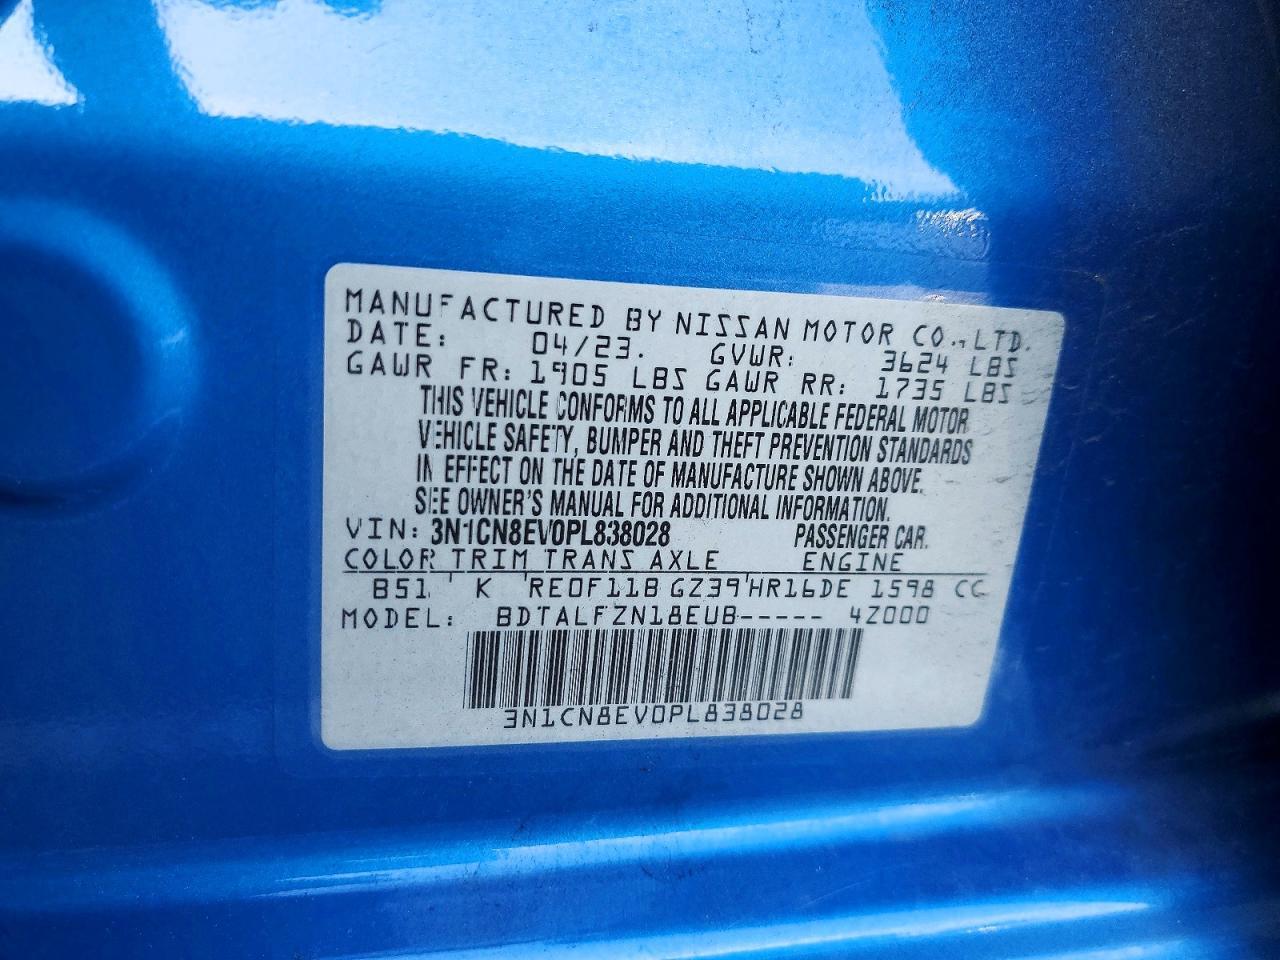 MANUFACTURED BY NISSAN MOTOR CO., LTD.
DATE: 04/23. GVWR: 3624 LBS
GAWR FR: 1905 LBS GAWR RR: 1735 LBS
THIS VEHICLE CONFORMS TO ALL APPLICABLE FEDERAL MOTOR
VEHICLE SAFETY, BUMPER AND THEFT PREVENTION STANDARDS
IN EFFECT ON THE DATE OF MANUFACTURE SHOWN ABOVE.
SEE OWNER'S MANUAL FOR ADDITIONAL INFORMATION.
VIN: 3N1CN8EV0PL838028 PASSENGER CAR.
COLOR TRIM TRANS AXLE ENGINE
B51 K RE0F11B GZ39 HR16DE 1598 CC
MODEL: BDTALFZN18EUB----- 4Z000
3N1CN8EV0PL838028